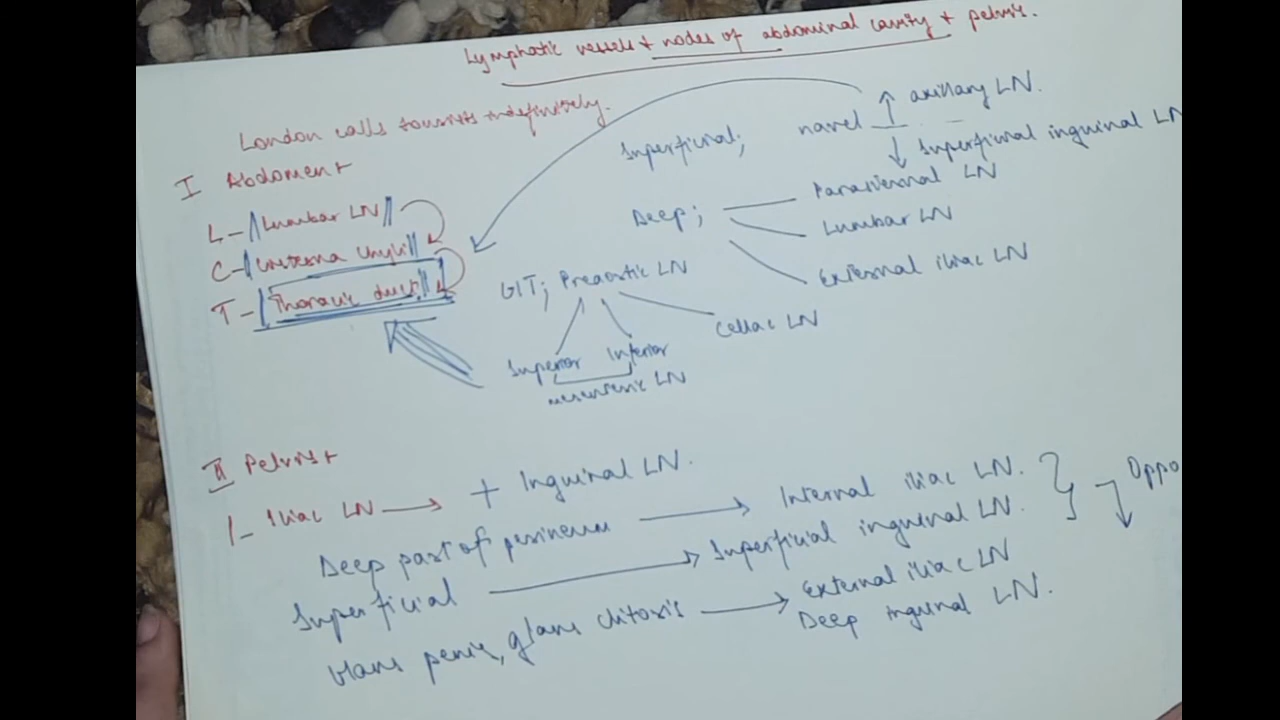 Lymphatic vessels + nodes of abdominal cavity + pelvis.
London calls tourists indefinitely.
I Abdomen +
L - Lumbar LN
C - Cisterna chyli
T - Thoracic duct
Superficial; navel
axillary LN.
Superficial inguinal LN
Deep;
Parasternal LN
Lumbar LN
External iliac LN
GIT; Preaortic LN
Celiac LN
Superior Inferior
mesenteric LN
II Pelvis +
I - Iliac LN → + Inguinal LN.
Deep part of perineum → Internal iliac LN.
Superficial → Superficial inguinal LN.
Oppo
Glans penis, glans clitoris → External iliac LN
Deep inguinal LN.